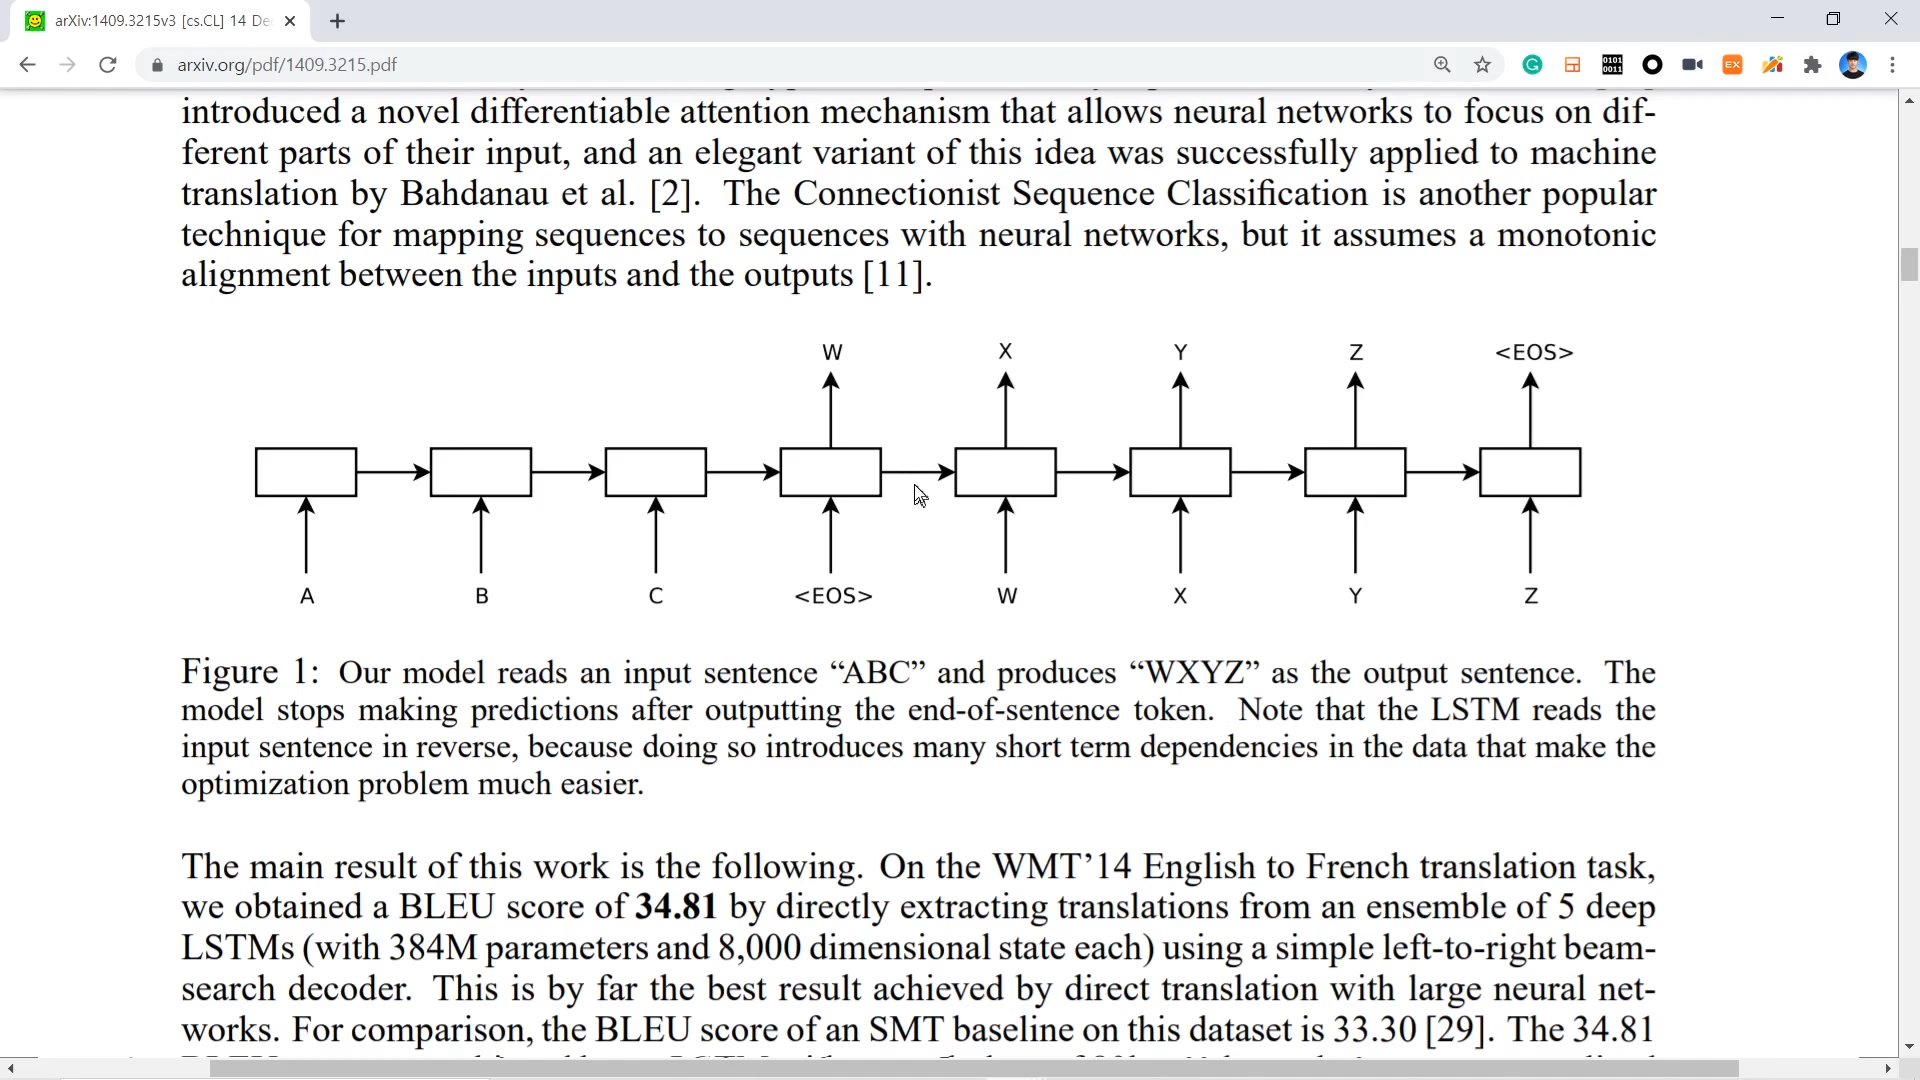 arXiv:1409.3215v3 [cs.CL] 14 De
arxiv.org/pdf/1409.3215.pdf
0101
0011
EX
introduced a novel differentiable attention mechanism that allows neural networks to focus on dif-
ferent parts of their input, and an elegant variant of this idea was successfully applied to machine
translation by Bahdanau et al. [2]. The Connectionist Sequence Classification is another popular
technique for mapping sequences to sequences with neural networks, but it assumes a monotonic
alignment between the inputs and the outputs [11].
W X Y Z <EOS>
A B C <EOS> W X Y Z
Figure 1: Our model reads an input sentence “ABC” and produces “WXYZ” as the output sentence. The
model stops making predictions after outputting the end-of-sentence token. Note that the LSTM reads the
input sentence in reverse, because doing so introduces many short term dependencies in the data that make the
optimization problem much easier.
The main result of this work is the following. On the WMT’14 English to French translation task,
we obtained a BLEU score of 34.81 by directly extracting translations from an ensemble of 5 deep
LSTMs (with 384M parameters and 8,000 dimensional state each) using a simple left-to-right beam-
search decoder. This is by far the best result achieved by direct translation with large neural net-
works. For comparison, the BLEU score of an SMT baseline on this dataset is 33.30 [29]. The 34.81